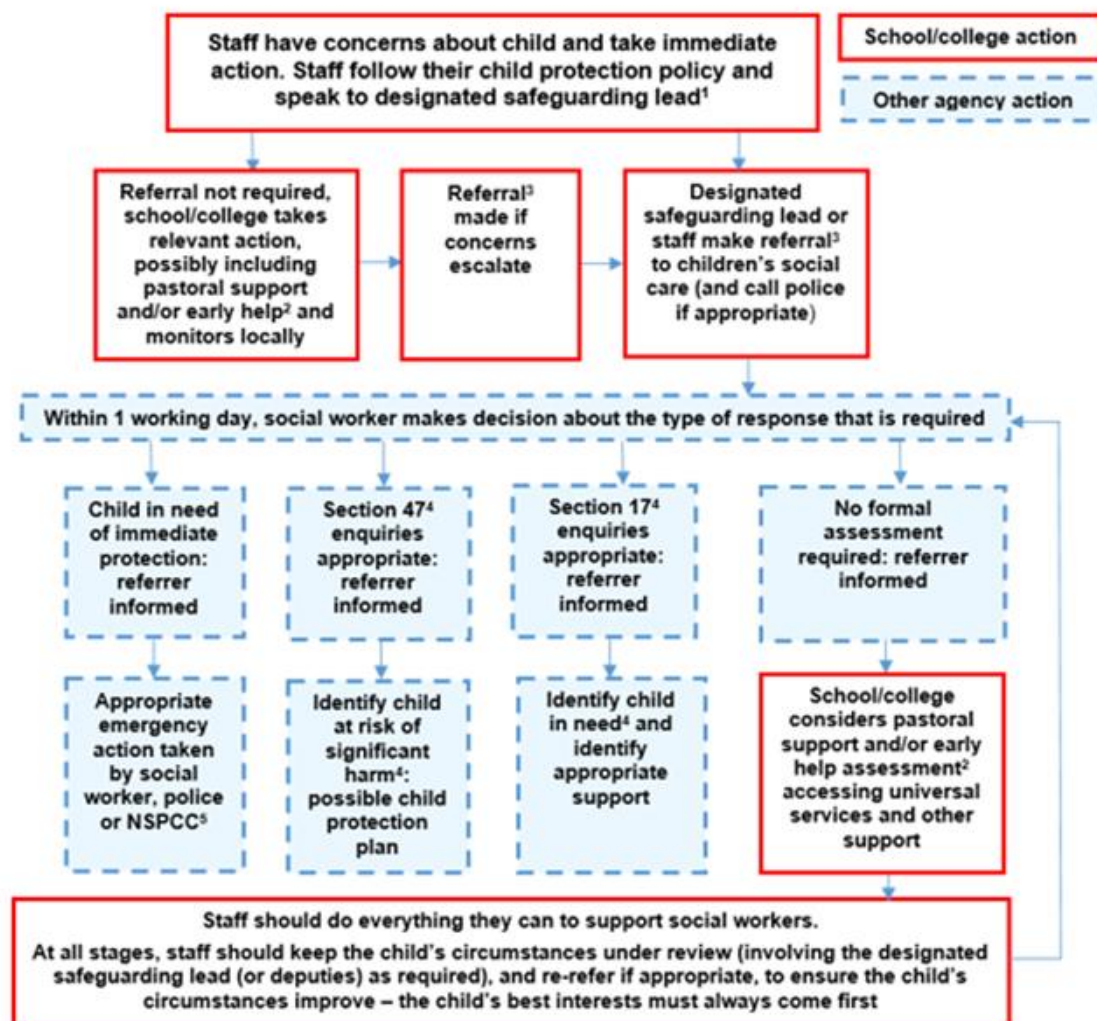 Staff have concerns about child and take immediate
action. Staff follow their child protection policy and
speak to designated safeguarding lead¹
School/college action
Other agency action
Referral not required,
school/college takes
relevant action,
possibly including
pastoral support
and/or early help² and
monitors locally
Referral³
made if
concerns
escalate
Designated
safeguarding lead or
staff make referral³
to children's social
care (and call police
if appropriate)
Within 1 working day, social worker makes decision about the type of response that is required
Child in need
of immediate
protection:
referrer
informed
Section 47⁴
enquiries
appropriate:
referrer
informed
Section 17⁴
enquiries
appropriate:
referrer
informed
No formal
assessment
required: referrer
informed
Appropriate
emergency
action taken
by social
worker, police
or NSPCC⁵
Identify child
at risk of
significant
harm⁴:
possible child
protection
plan
Identify child
in need⁴ and
identify
appropriate
support
School/college
considers pastoral
support and/or early
help assessment²
accessing universal
services and other
support
Staff should do everything they can to support social workers.
At all stages, staff should keep the child's circumstances under review (involving the designated
safeguarding lead (or deputies) as required), and re-refer if appropriate, to ensure the child's
circumstances improve – the child's best interests must always come first